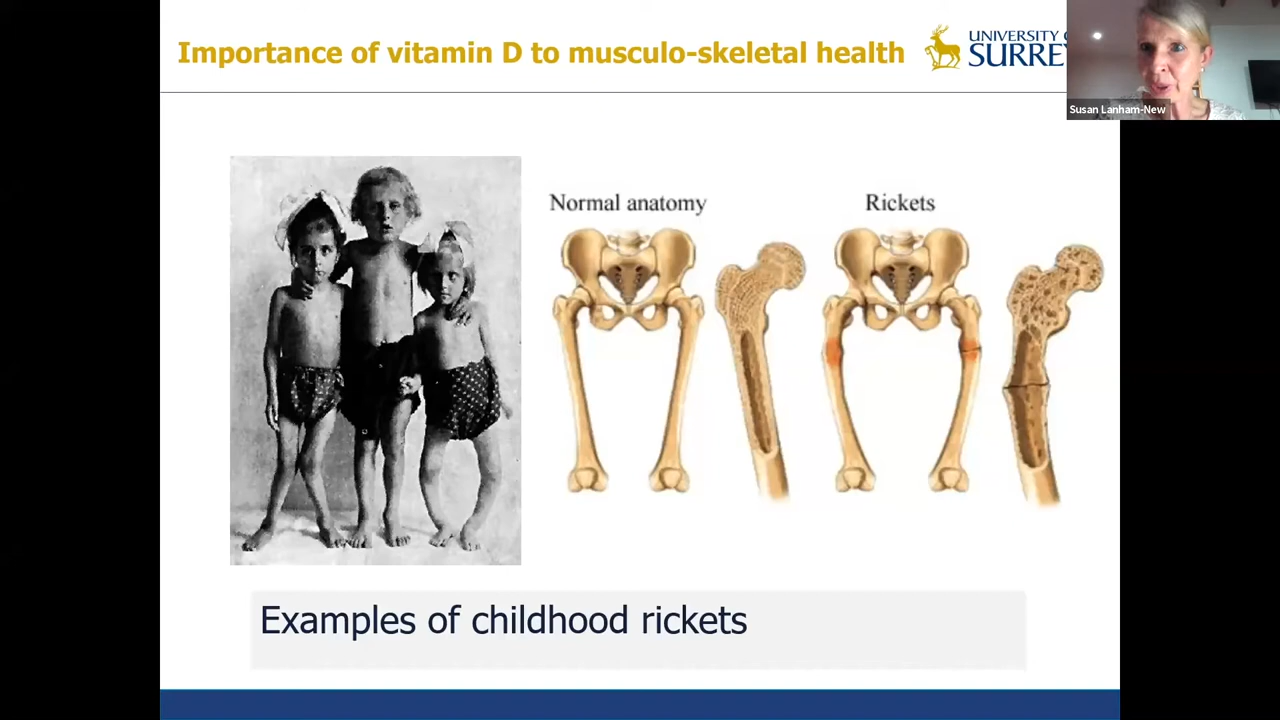 Importance of vitamin D to musculo-skeletal health
UNIVERSITY
SURREY
Susan Lanham-New
Normal anatomy
Rickets
Examples of childhood rickets